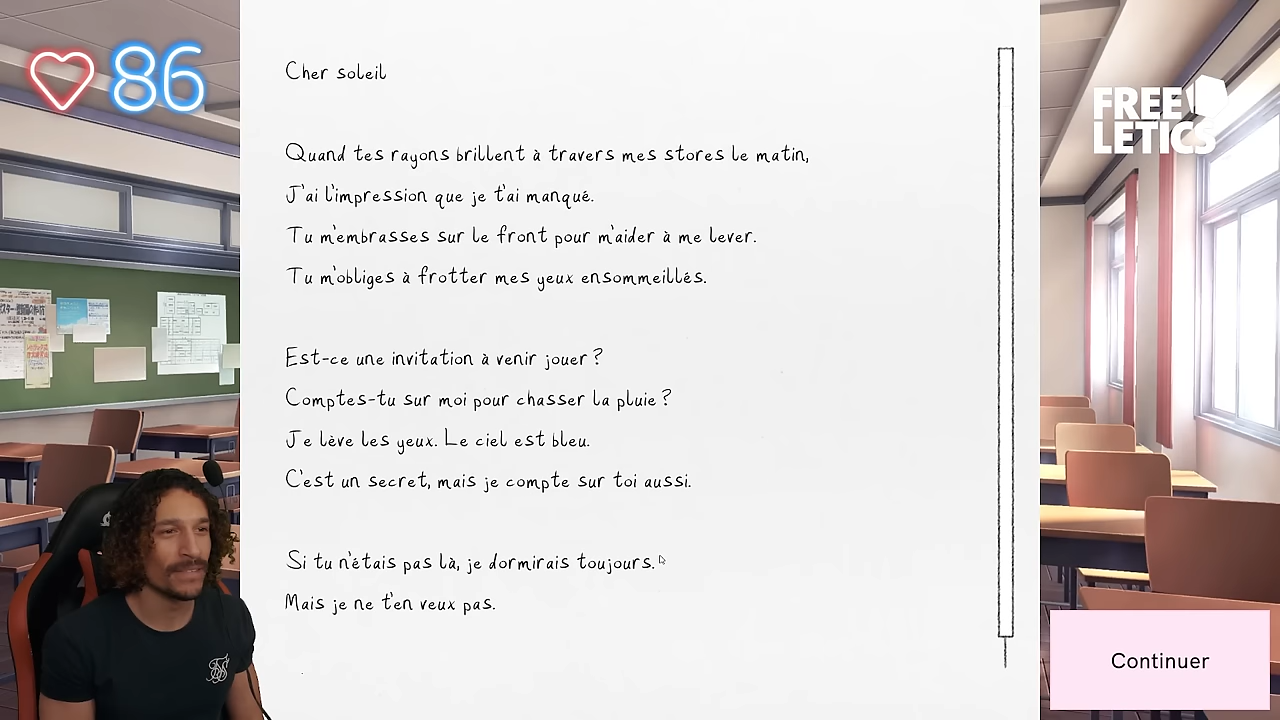 86
FREE
LETICS
Cher soleil
Quand tes rayons brillent à travers mes stores le matin,
J'ai l'impression que je t'ai manqué.
Tu m'embrasses sur le front pour m'aider à me lever.
Tu m'obliges à frotter mes yeux ensommeillés.
Est-ce une invitation à venir jouer ?
Comptes-tu sur moi pour chasser la pluie ?
Je lève les yeux. Le ciel est bleu.
C'est un secret, mais je compte sur toi aussi.
Si tu n'étais pas là, je dormirais toujours.
Mais je ne t'en veux pas.
Continuer